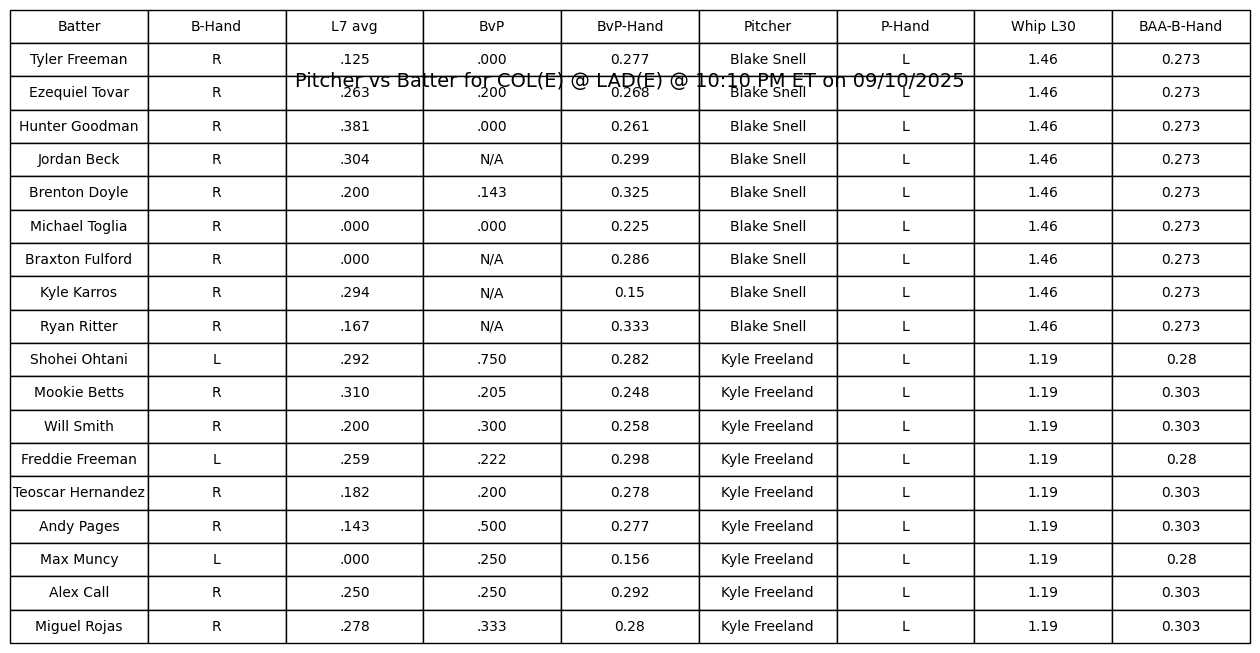 Batter B-Hand L7 avg BvP BvP-Hand Pitcher P-Hand Whip L30 BAA-B-Hand
Tyler Freeman R .125 .000 0.277 Blake Snell L 1.46 0.273
Pitcher vs Batter for COL(E) @ LAD(E) @ 10:10 PM ET on 09/10/2025
Ezequiel Tovar R .263 .200 0.268 Blake Snell L 1.46 0.273
Hunter Goodman R .381 .000 0.261 Blake Snell L 1.46 0.273
Jordan Beck R .304 N/A 0.299 Blake Snell L 1.46 0.273
Brenton Doyle R .200 .143 0.325 Blake Snell L 1.46 0.273
Michael Toglia R .000 .000 0.225 Blake Snell L 1.46 0.273
Braxton Fulford R .000 N/A 0.286 Blake Snell L 1.46 0.273
Kyle Karros R .294 N/A 0.15 Blake Snell L 1.46 0.273
Ryan Ritter R .167 N/A 0.333 Blake Snell L 1.46 0.273
Shohei Ohtani L .292 .750 0.282 Kyle Freeland L 1.19 0.28
Mookie Betts R .310 .205 0.248 Kyle Freeland L 1.19 0.303
Will Smith R .200 .300 0.258 Kyle Freeland L 1.19 0.303
Freddie Freeman L .259 .222 0.298 Kyle Freeland L 1.19 0.28
Teoscar Hernandez R .182 .200 0.278 Kyle Freeland L 1.19 0.303
Andy Pages R .143 .500 0.277 Kyle Freeland L 1.19 0.303
Max Muncy L .000 .250 0.156 Kyle Freeland L 1.19 0.28
Alex Call R .250 .250 0.292 Kyle Freeland L 1.19 0.303
Miguel Rojas R .278 .333 0.28 Kyle Freeland L 1.19 0.303